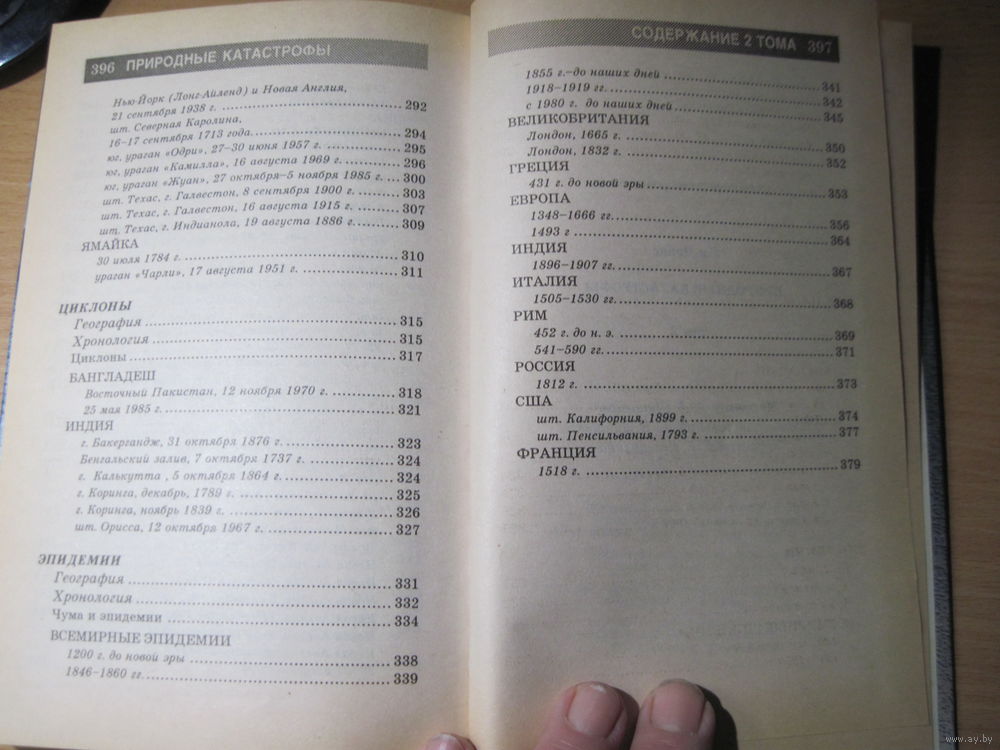 396 ПРИРОДНЫЕ КАТАСТРОФЫ
Нью-Йорк (Лонг-Айленд) и Новая Англия,
21 сентября 1938 г. ........ 292
шт. Северная Каролина,
16–17 сентября 1713 года. ........ 294
юг, ураган «Одри», 27–30 июня 1957 г. ........ 295
юг, ураган «Камилла», 16 августа 1969 г. ........ 296
юг, ураган «Жуан», 27 октября–5 ноября 1985 г. ........ 300
шт. Техас, г. Галвестон, 8 сентября 1900 г. ........ 303
шт. Техас, г. Галвестон, 16 августа 1915 г. ........ 307
шт. Техас, г. Индианола, 19 августа 1886 г. ........ 309
ЯМАЙКА
30 июля 1784 г. ........ 310
ураган «Чарли», 17 августа 1951 г. ........ 311
ЦИКЛОНЫ
География ........ 315
Хронология ........ 315
Циклоны ........ 317
БАНГЛАДЕШ
Восточный Пакистан, 12 ноября 1970 г. ........ 318
25 мая 1985 г. ........ 321
ИНДИЯ
г. Бакергандж, 31 октября 1876 г. ........ 323
Бенгальский залив, 7 октября 1737 г. ........ 324
г. Калькутта , 5 октября 1864 г. ........ 324
г. Коринга, декабрь, 1789 г. ........ 325
г. Коринга, ноябрь 1839 г. ........ 326
шт. Орисса, 12 октября 1967 г. ........ 327
ЭПИДЕМИИ
География ........ 331
Хронология ........ 332
Чума и эпидемии ........ 334
ВСЕМИРНЫЕ ЭПИДЕМИИ
1200 г. до новой эры ........ 338
1846–1860 гг. ........ 339
СОДЕРЖАНИЕ 2 ТОМА 397
1855 г.–до наших дней ........ 341
1918–1919 гг. ........ 342
с 1980 г. до наших дней ........ 345
ВЕЛИКОБРИТАНИЯ
Лондон, 1665 г. ........ 350
Лондон, 1832 г. ........ 352
ГРЕЦИЯ
431 г. до новой эры ........ 353
ЕВРОПА
1348–1666 гг. ........ 356
1493 г ........ 364
ИНДИЯ
1896–1907 гг. ........ 367
ИТАЛИЯ
1505–1530 гг. ........ 368
РИМ
452 г. до н. э. ........ 369
541–590 гг. ........ 371
РОССИЯ
1812 г. ........ 373
США
шт. Калифорния, 1899 г. ........ 374
шт. Пенсильвания, 1793 г. ........ 377
ФРАНЦИЯ
1518 г. ........ 379
www.ay.by